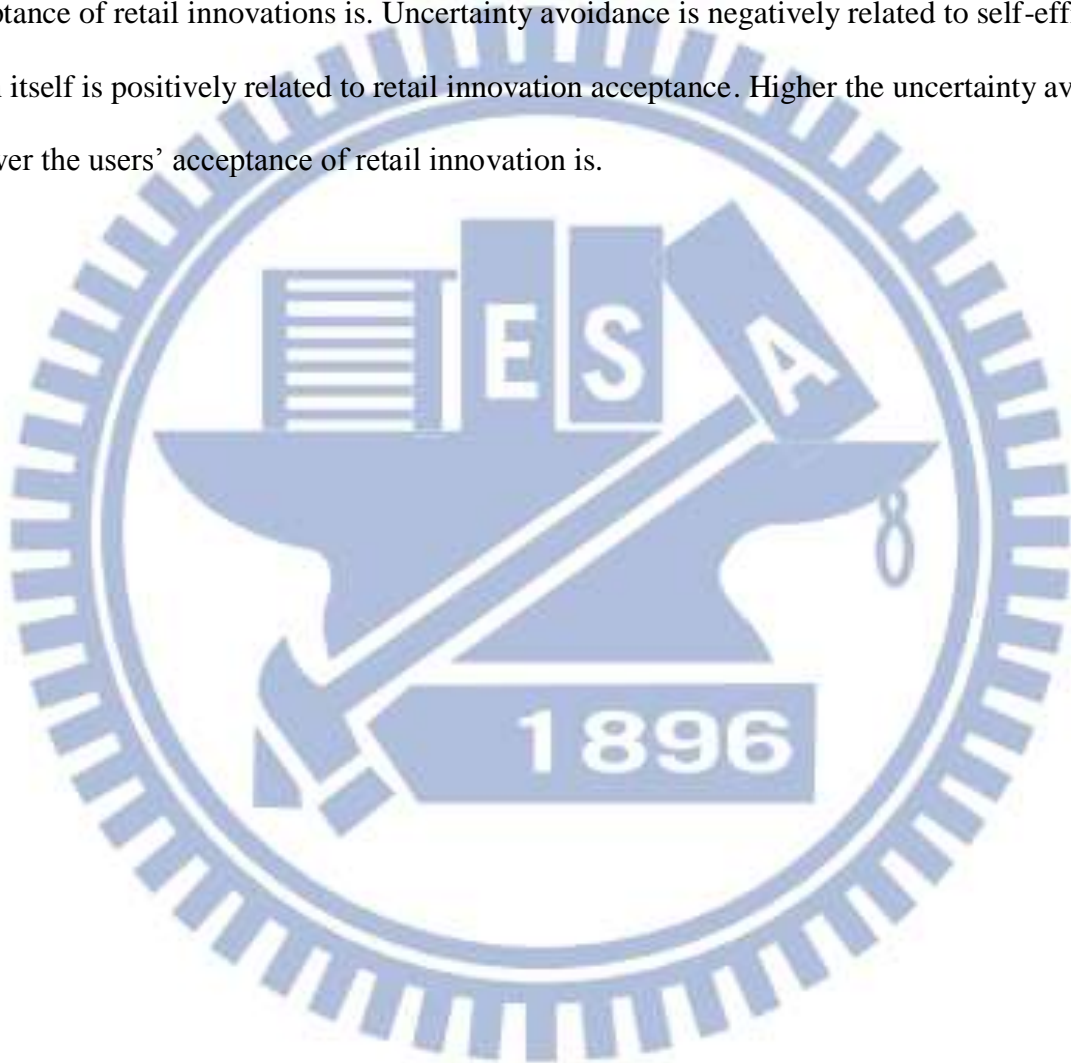 ptance of retail innovations is. Uncertainty avoidance is negatively related to self-eff
itself is positively related to retail innovation acceptance. Higher the uncertainty av
ver the users’ acceptance of retail innovation is.
E S A
1896